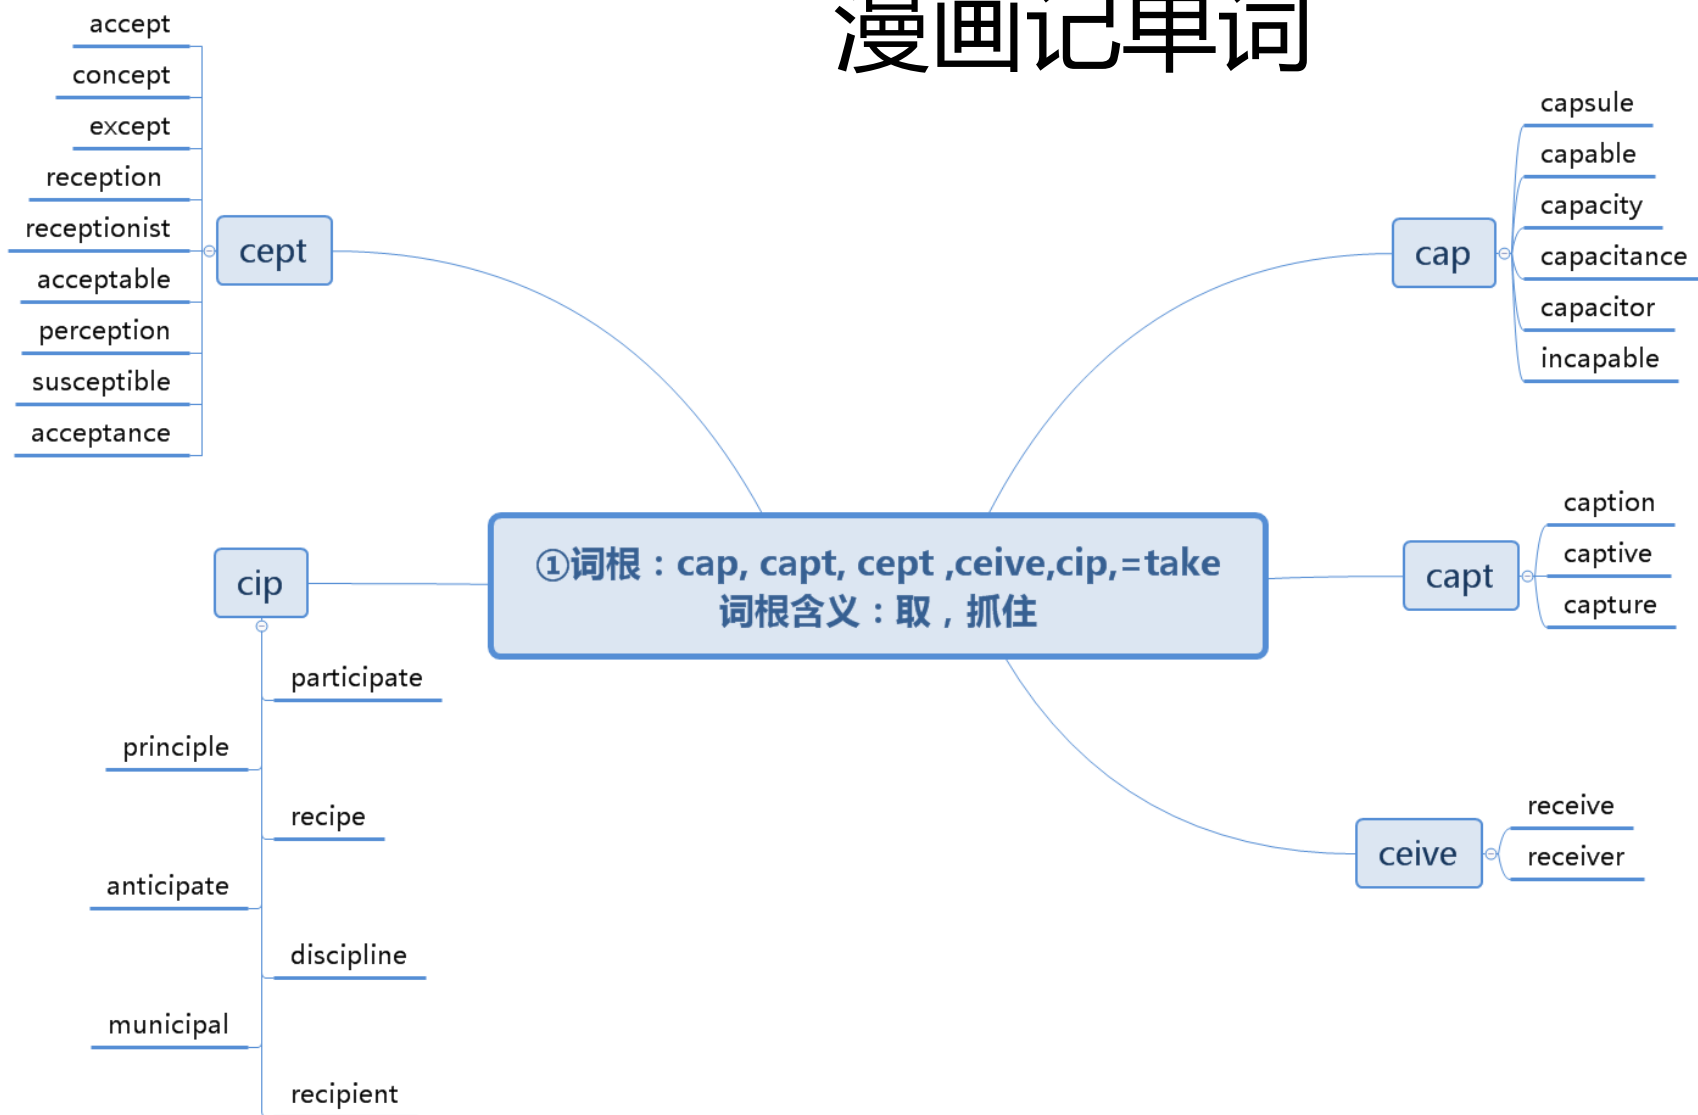 漫画记单词
accept
concept
except
reception
receptionist
acceptable
perception
susceptible
acceptance
cept
cap
capsule
capable
capacity
capacitance
capacitor
incapable
①词根：cap, capt, cept ,ceive,cip,=take
词根含义：取，抓住
capt
caption
captive
capture
cip
participate
principle
recipe
anticipate
discipline
municipal
recipient
ceive
receive
receiver